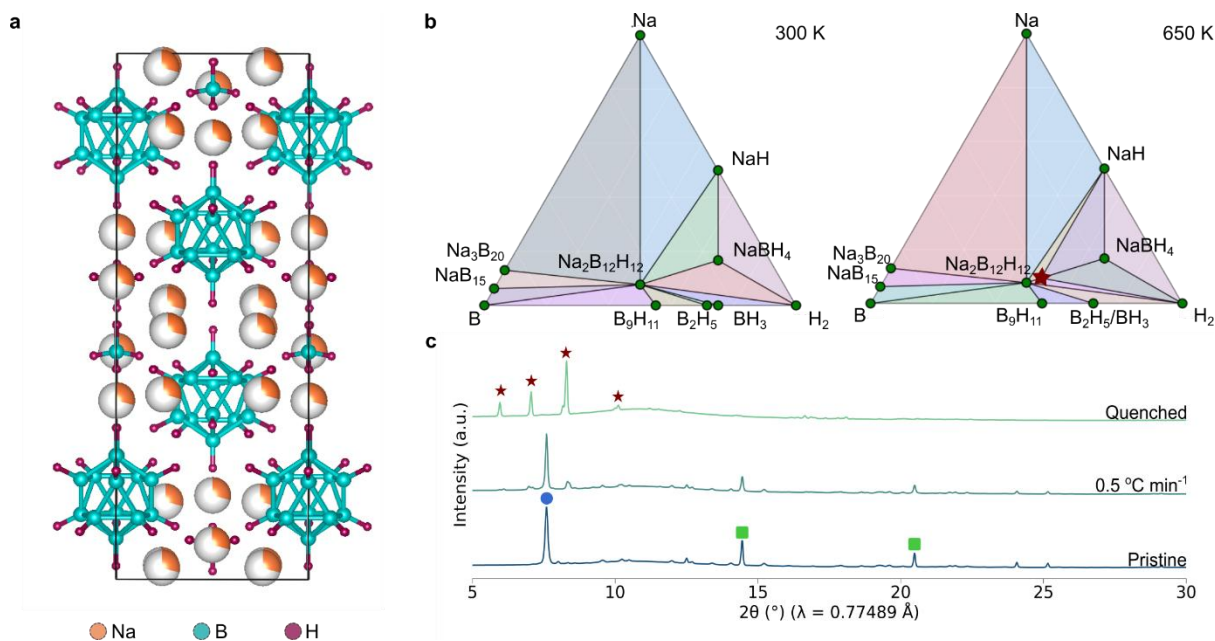 a
Na
B
H
b
300 K
Na
NaH
NaBH4
Na3B20
NaB15
Na2B12H12
B
B9H11
B2H5
BH3
H2
650 K
Na
NaH
NaBH4
Na3B20
NaB15
Na2B12H12
B
B9H11
B2H5/BH3
H2
c
Intensity (a.u.)
Quenched
0.5 ºC min-1
Pristine
5 10 15 20 25 30
2θ (°) (λ = 0.77489 Å)